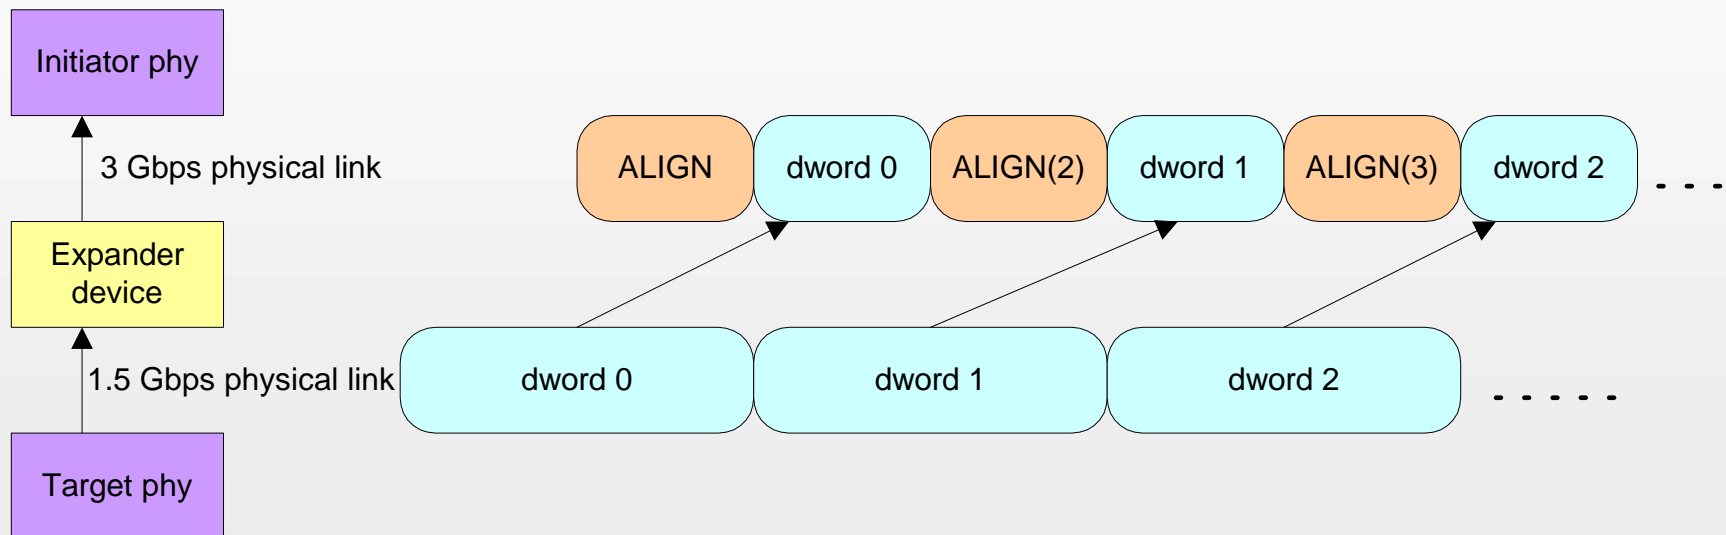 Initiator phy
3 Gbps physical link
ALIGN
dword 0
ALIGN(2)
dword 1
ALIGN(3)
dword 2
Expander
device
1.5 Gbps physical link
dword 0
dword 1
dword 2
Target phy